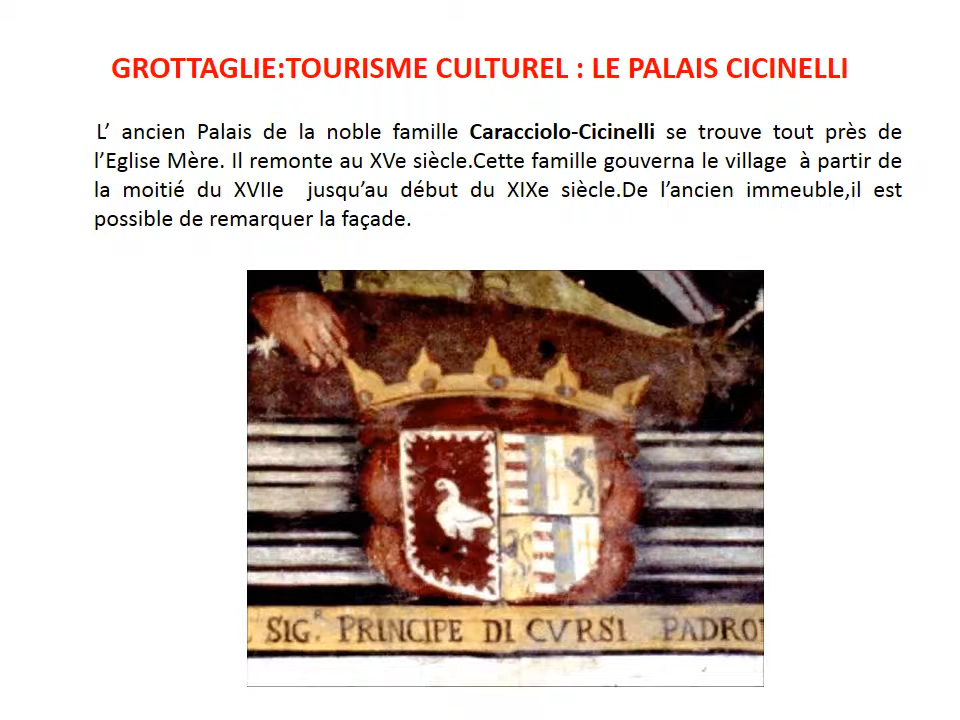 GROTTAGLIE:TOURISME CULTUREL : LE PALAIS CICINELLI
L’ ancien Palais de la noble famille Caracciolo-Cicinelli se trouve tout près de
l’Eglise Mère. Il remonte au XVe siècle.Cette famille gouverna le village à partir de
la moitié du XVIIe jusqu’au début du XIXe siècle.De l’ancien immeuble,il est
possible de remarquer la façade.
SIG.R PRINCIPE DI CVRSI PADRO